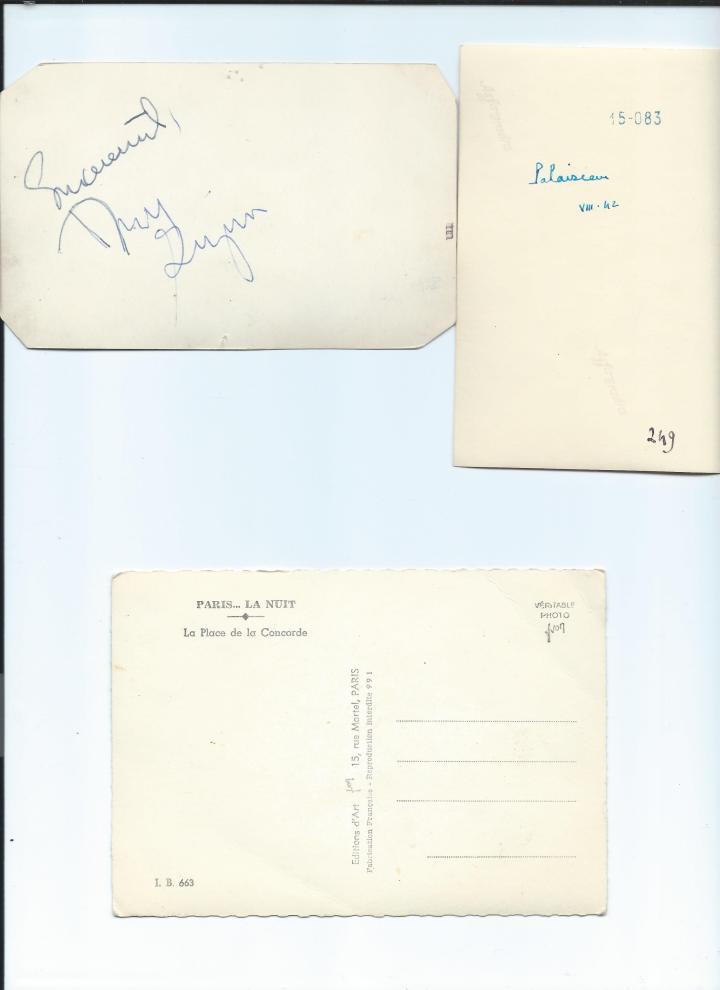 15-083
Palaiseau
VIII-42
249
PARIS... LA NUIT
La Place de la Concorde
VÉRITABLE
PHOTO
Editions d'Art 15, rue Martel, PARIS
Fabrication Française - Reproduction Interdite 991
I. B. 663